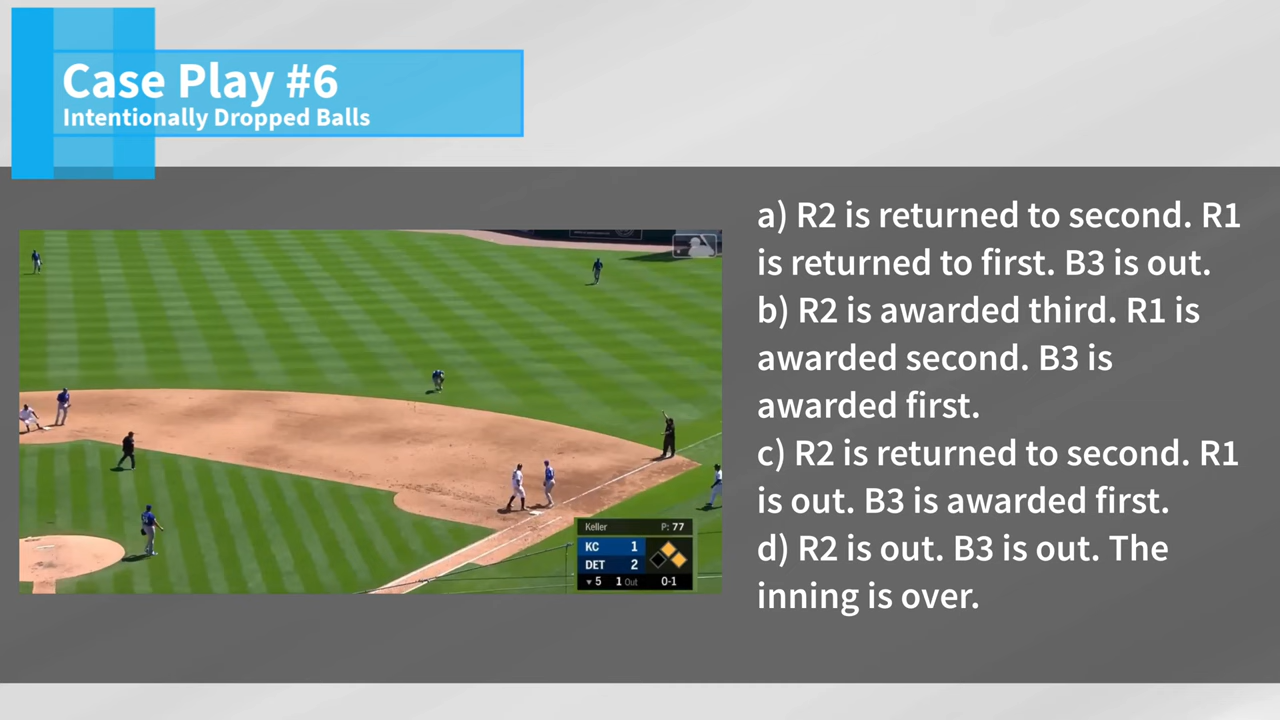 Case Play #6
Intentionally Dropped Balls
a) R2 is returned to second. R1
is returned to first. B3 is out.
b) R2 is awarded third. R1 is
awarded second. B3 is
awarded first.
c) R2 is returned to second. R1
is out. B3 is awarded first.
d) R2 is out. B3 is out. The
inning is over.
Keller P: 77
KC 1
DET 2
▼ 5 1 Out 0-1